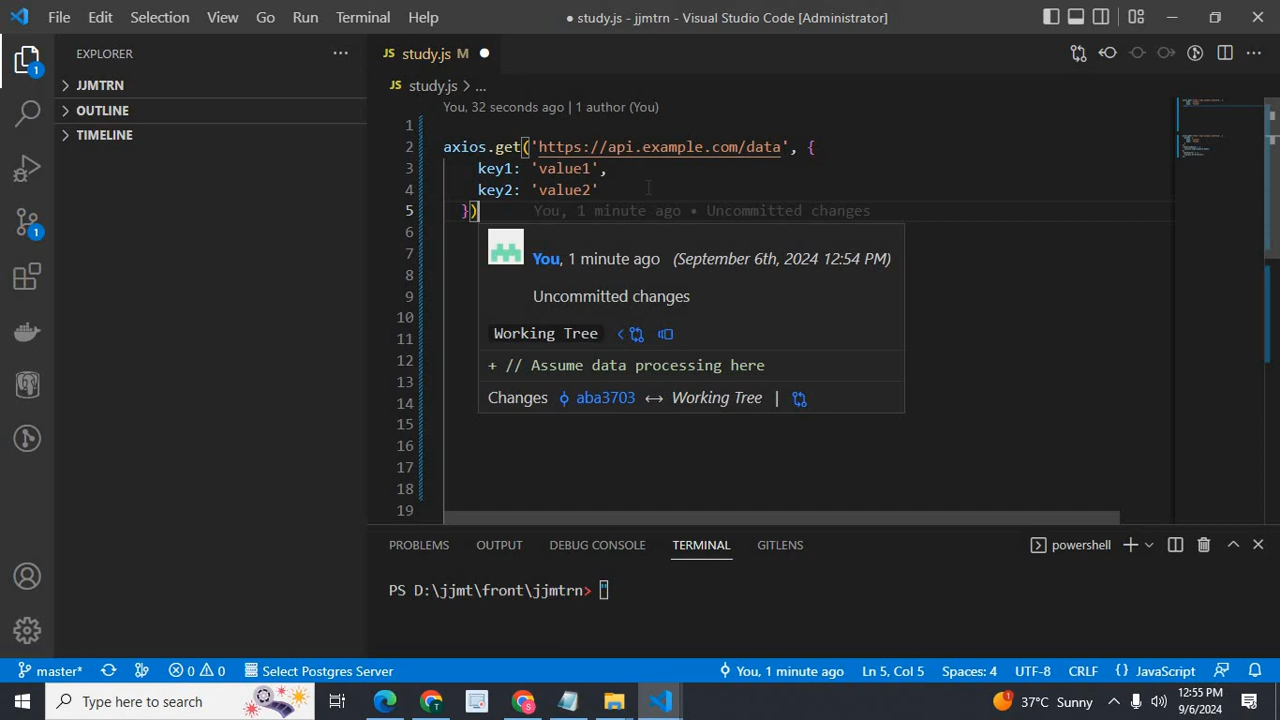 File Edit Selection View Go Run Terminal Help
● study.js - jjmtrn - Visual Studio Code [Administrator]
EXPLORER
JJMTRN
OUTLINE
TIMELINE
1
1
JS study.js M
JS study.js > ...
You, 32 seconds ago | 1 author (You)
1
2 axios.get('https://api.example.com/data', {
3 key1: 'value1',
4 key2: 'value2'
5 }) You, 1 minute ago • Uncommitted changes
6
7
8
9
10
11
12
13
14
15
16
17
18
19
You, 1 minute ago (September 6th, 2024 12:54 PM)
Uncommitted changes
Working Tree
+ // Assume data processing here
Changes aba3703 ↔ Working Tree |
PROBLEMS OUTPUT DEBUG CONSOLE TERMINAL GITLENS
powershell
PS D:\jjmt\front\jjmtrn> "
master* 0 0 Select Postgres Server You, 1 minute ago Ln 5, Col 5 Spaces: 4 UTF-8 CRLF {} JavaScript
Type here to search
T
S
1
37°C Sunny
12:55 PM
9/6/2024